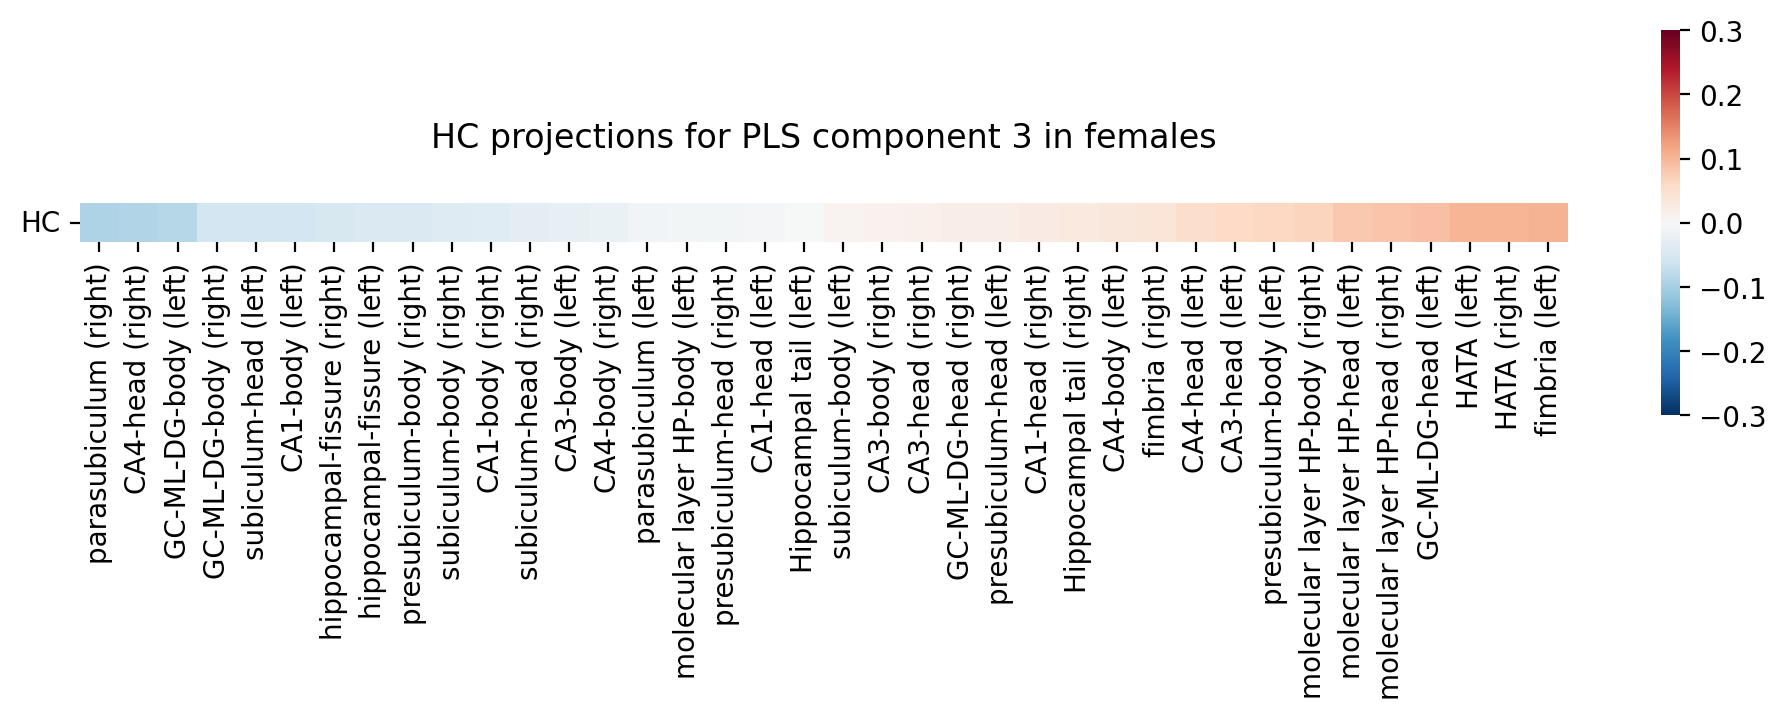 HC projections for PLS component 3 in females
HC
parasubiculum (right)
CA4-head (right)
GC-ML-DG-body (left)
GC-ML-DG-body (right)
subiculum-head (left)
CA1-body (left)
hippocampal-fissure (right)
hippocampal-fissure (left)
presubiculum-body (right)
subiculum-body (right)
CA1-body (right)
subiculum-head (right)
CA3-body (left)
CA4-body (right)
parasubiculum (left)
molecular layer HP-body (left)
presubiculum-head (right)
CA1-head (left)
Hippocampal tail (left)
subiculum-body (left)
CA3-body (right)
CA3-head (right)
GC-ML-DG-head (right)
presubiculum-head (left)
CA1-head (right)
Hippocampal tail (right)
CA4-body (left)
fimbria (right)
CA4-head (left)
CA3-head (left)
presubiculum-body (left)
molecular layer HP-body (right)
molecular layer HP-head (left)
molecular layer HP-head (right)
GC-ML-DG-head (left)
HATA (left)
HATA (right)
fimbria (left)
0.3
0.2
0.1
0.0
−0.1
−0.2
−0.3